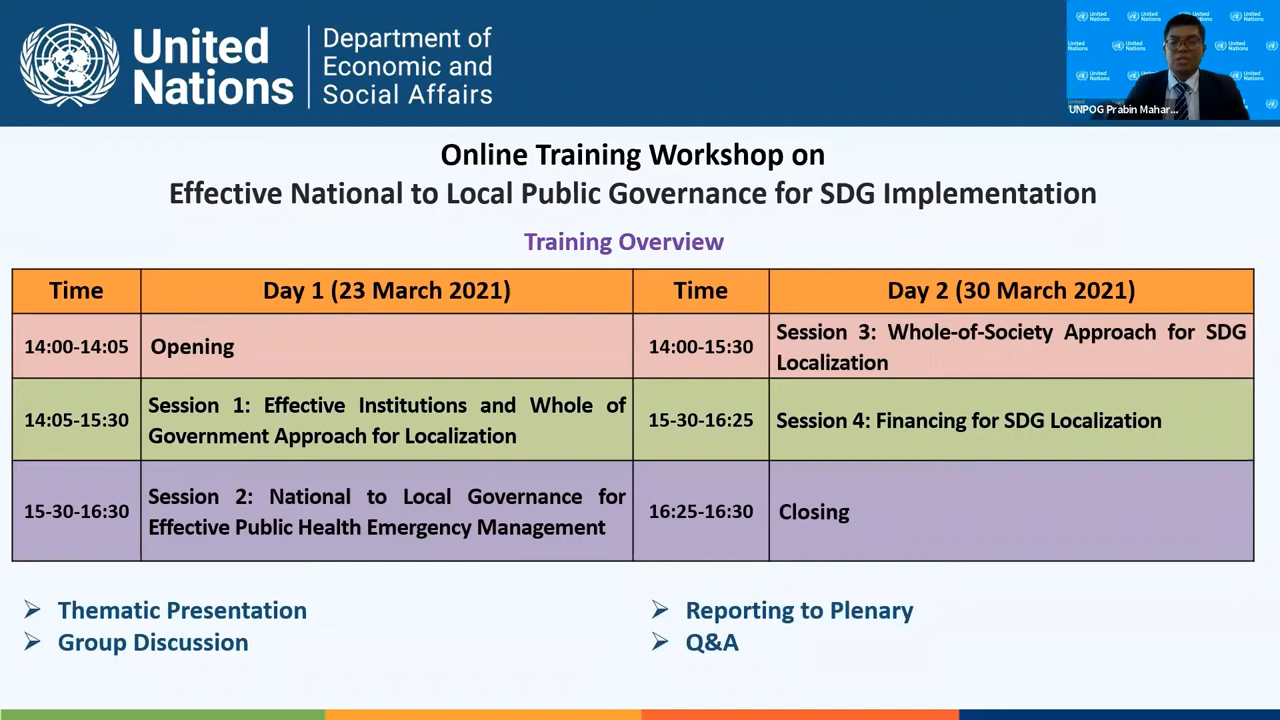 United
Nations
Department of
Economic and
Social Affairs
UNPOG Prabin Mahar...
Online Training Workshop on
Effective National to Local Public Governance for SDG Implementation
Training Overview
Time
Day 1 (23 March 2021)
Time
Day 2 (30 March 2021)
14:00-14:05
Opening
14:00-15:30
Session 3: Whole-of-Society Approach for SDG
Localization
14:05-15:30
Session 1: Effective Institutions and Whole of
Government Approach for Localization
15-30-16:25
Session 4: Financing for SDG Localization
15-30-16:30
Session 2: National to Local Governance for
Effective Public Health Emergency Management
16:25-16:30
Closing
Thematic Presentation
Group Discussion
Reporting to Plenary
Q&A